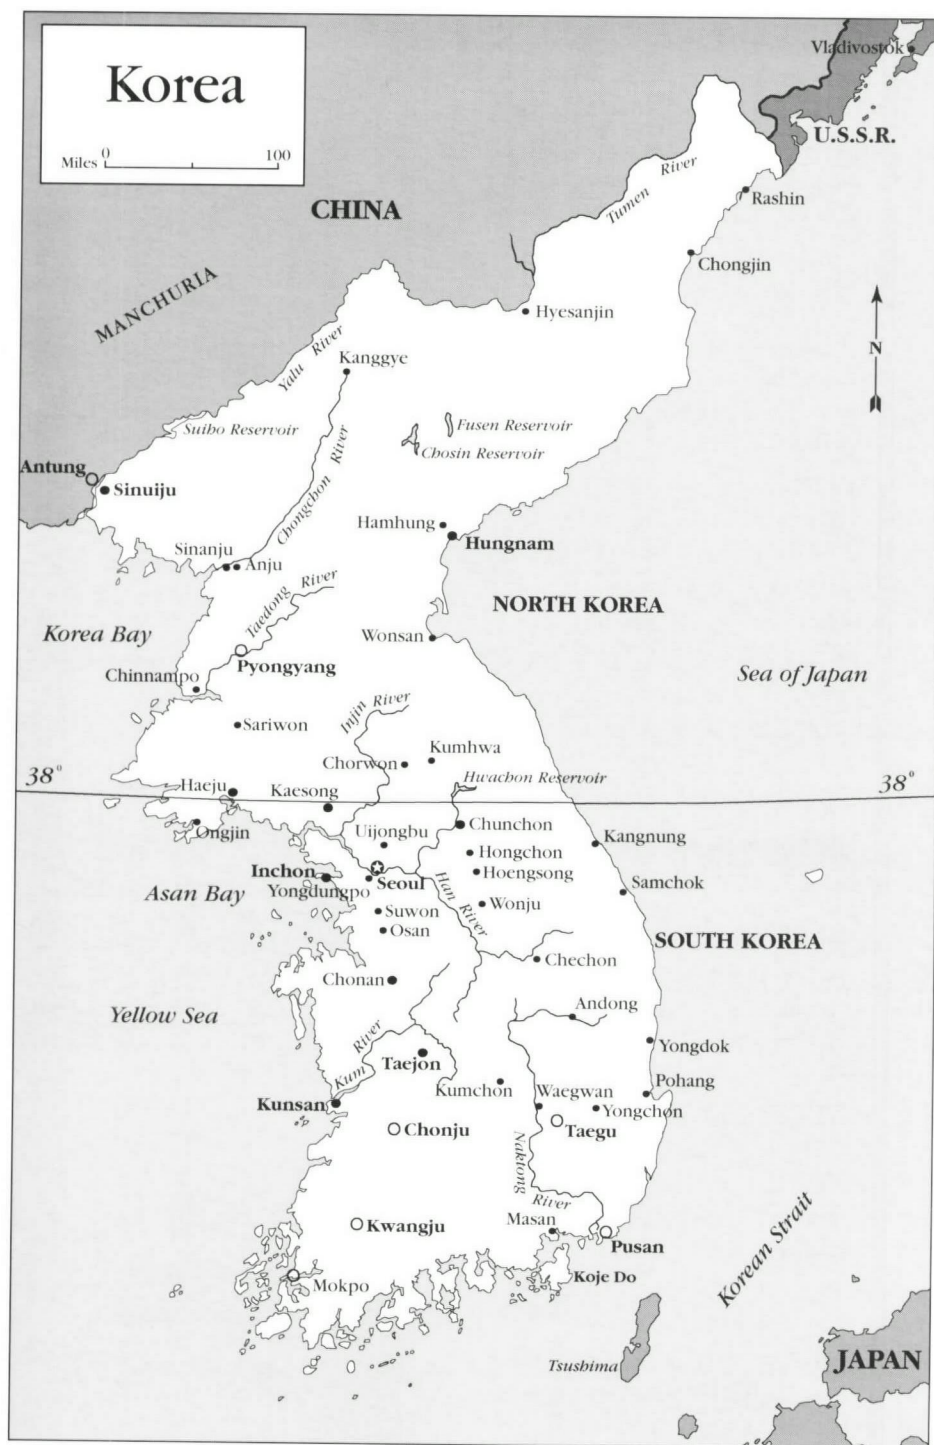 Korea
Miles 0 100
Vladivostok
U.S.S.R.
CHINA
Tumen River
Rashin
Chongjin
MANCHURIA
Hyesanjin
N
Yalu River
Kanggye
Suiho Reservoir
Fusen Reservoir
Chosin Reservoir
Antung
Sinuiju
Chongchon River
Hamhung
Hungnam
Sinanju
Anju
Taedong River
NORTH KOREA
Korea Bay
Wonsan
Pyongyang
Chinnampo
Sea of Japan
Injin River
Sariwon
Kumhwa
Chorwon
38°
Hwachon Reservoir
38°
Haeju
Kaesong
Ongjin
Uijongbu
Chunchon
Kangnung
Hongchon
Inchon
Seoul
Hoengsong
Yongdungpo
Asan Bay
Han River
Samchok
Suwon
Wonju
Osan
SOUTH KOREA
Chechon
Chonan
Andong
Yellow Sea
Kum River
Yongdok
Taejon
Kumchon
Pohang
Waegwan
Kunsan
Yongchon
Chonju
Taegu
Naktong River
Kwangju
Masan
Pusan
Mokpo
Koje Do
Korean Strait
Tsushima
JAPAN